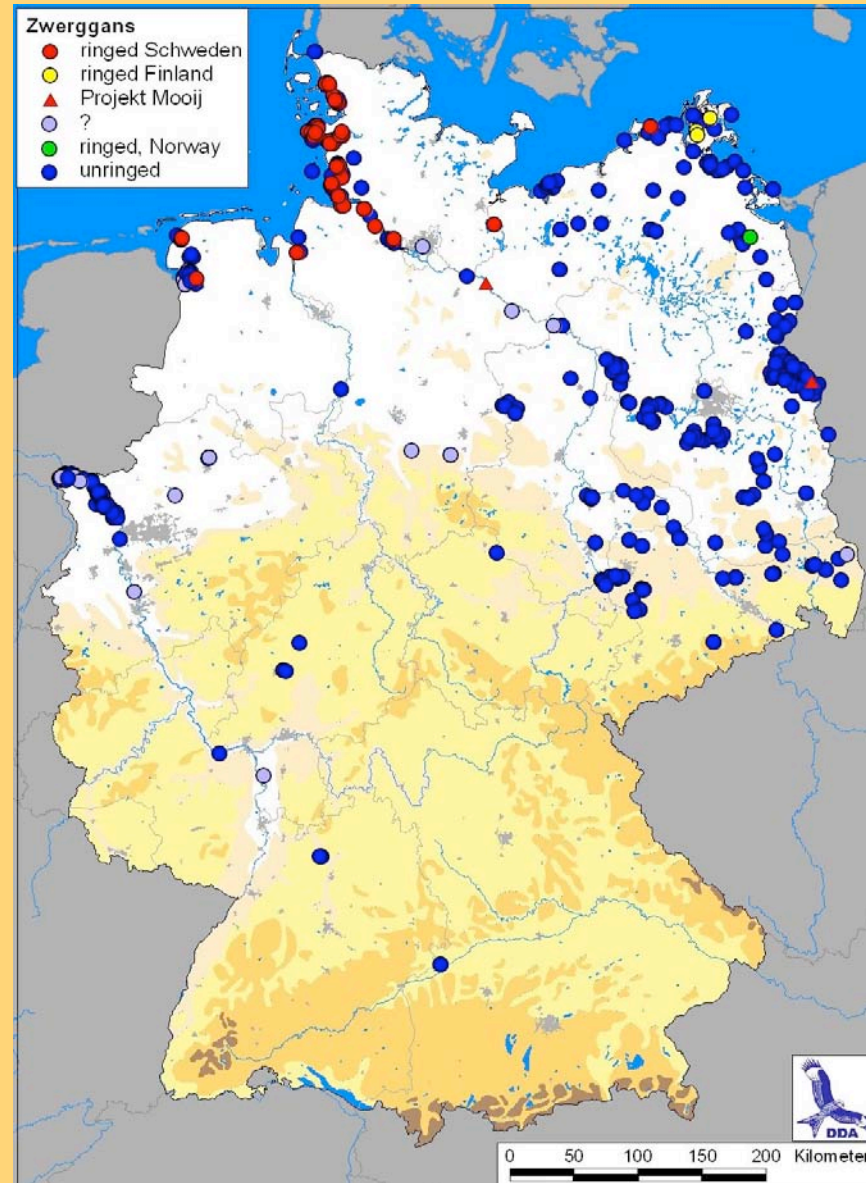 Zwerggans
ringed Schweden
ringed Finland
Projekt Mooij
?
ringed, Norway
unringed
DDA
0 50 100 150 200 Kilometer